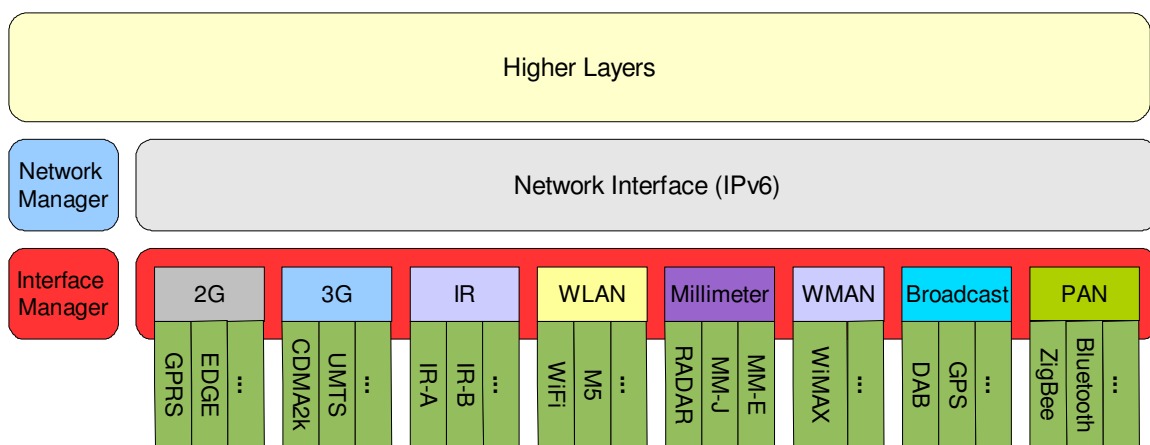 Higher Layers
Network
Manager
Network Interface (IPv6)
Interface
Manager
2G
3G
IR
WLAN
Millimeter
WMAN
Broadcast
PAN
GPRS
EDGE
...
CDMA2k
UMTS
...
IR-A
IR-B
...
WiFi
M5
...
RADAR
MM-J
MM-E
WiMAX
...
DAB
GPS
...
ZigBee
Bluetooth
...